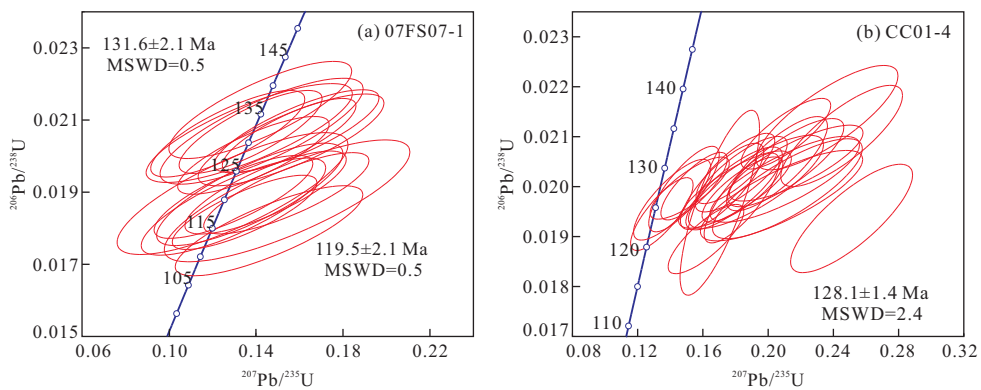 (a) 07FS07-1
131.6±2.1 Ma
MSWD=0.5
145
135
125
115
105
119.5±2.1 Ma
MSWD=0.5
0.023
0.021
0.019
0.017
0.015
²⁰⁶Pb/²³⁸U
0.06 0.10 0.14 0.18 0.22
²⁰⁷Pb/²³⁵U
(b) CC01-4
140
130
120
110
128.1±1.4 Ma
MSWD=2.4
0.023
0.022
0.021
0.020
0.019
0.018
0.017
²⁰⁶Pb/²³⁸U
0.08 0.12 0.16 0.20 0.24 0.28 0.32
²⁰⁷Pb/²³⁵U